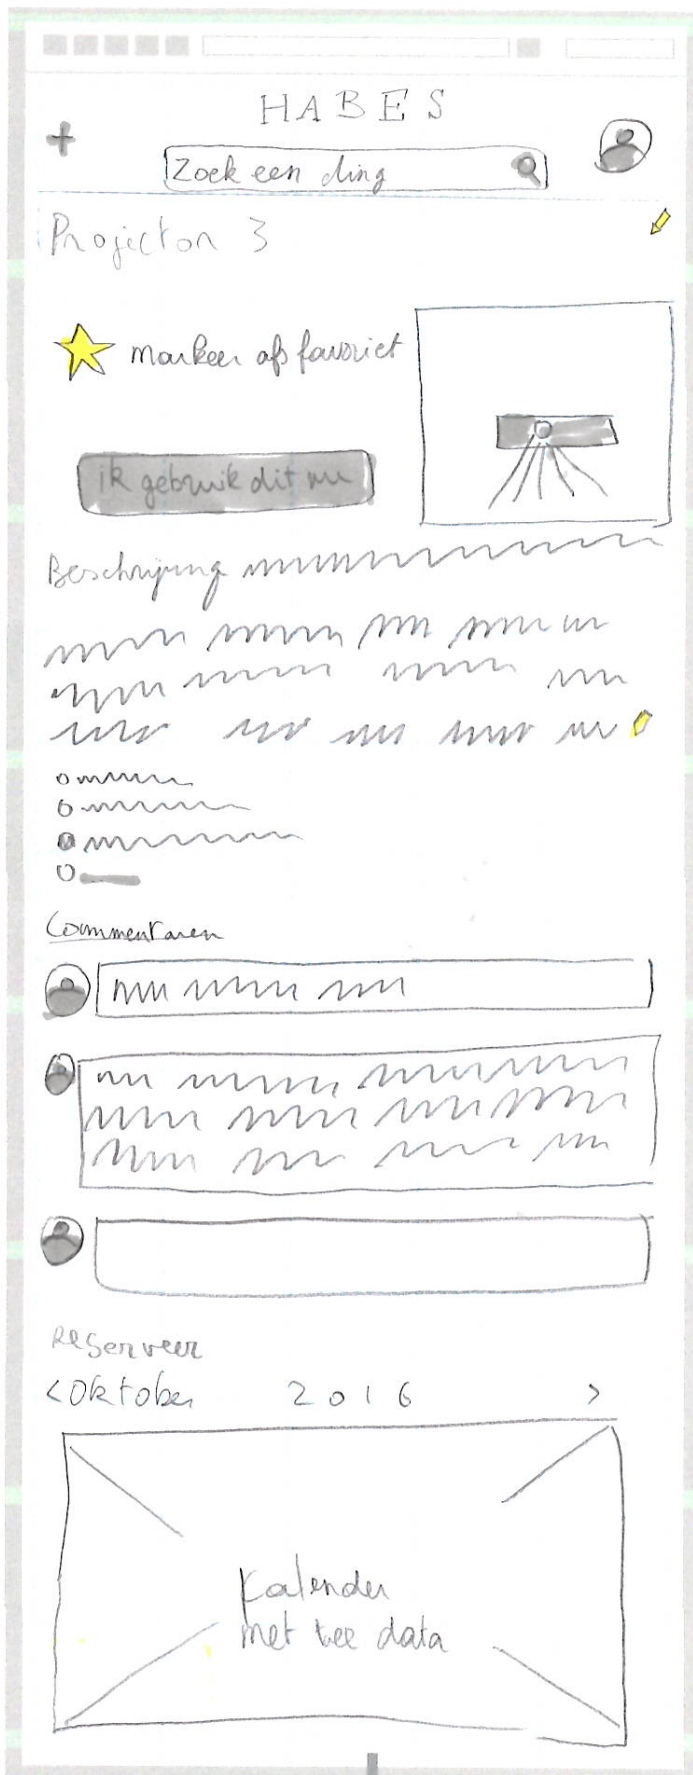 HABES
Zoek een ding
Projector 3
markeer als favoriet
ik gebruik dit nu
Beschrijving
Commentaren
Reserveer
< Oktober 2016 >
Kalender
met data